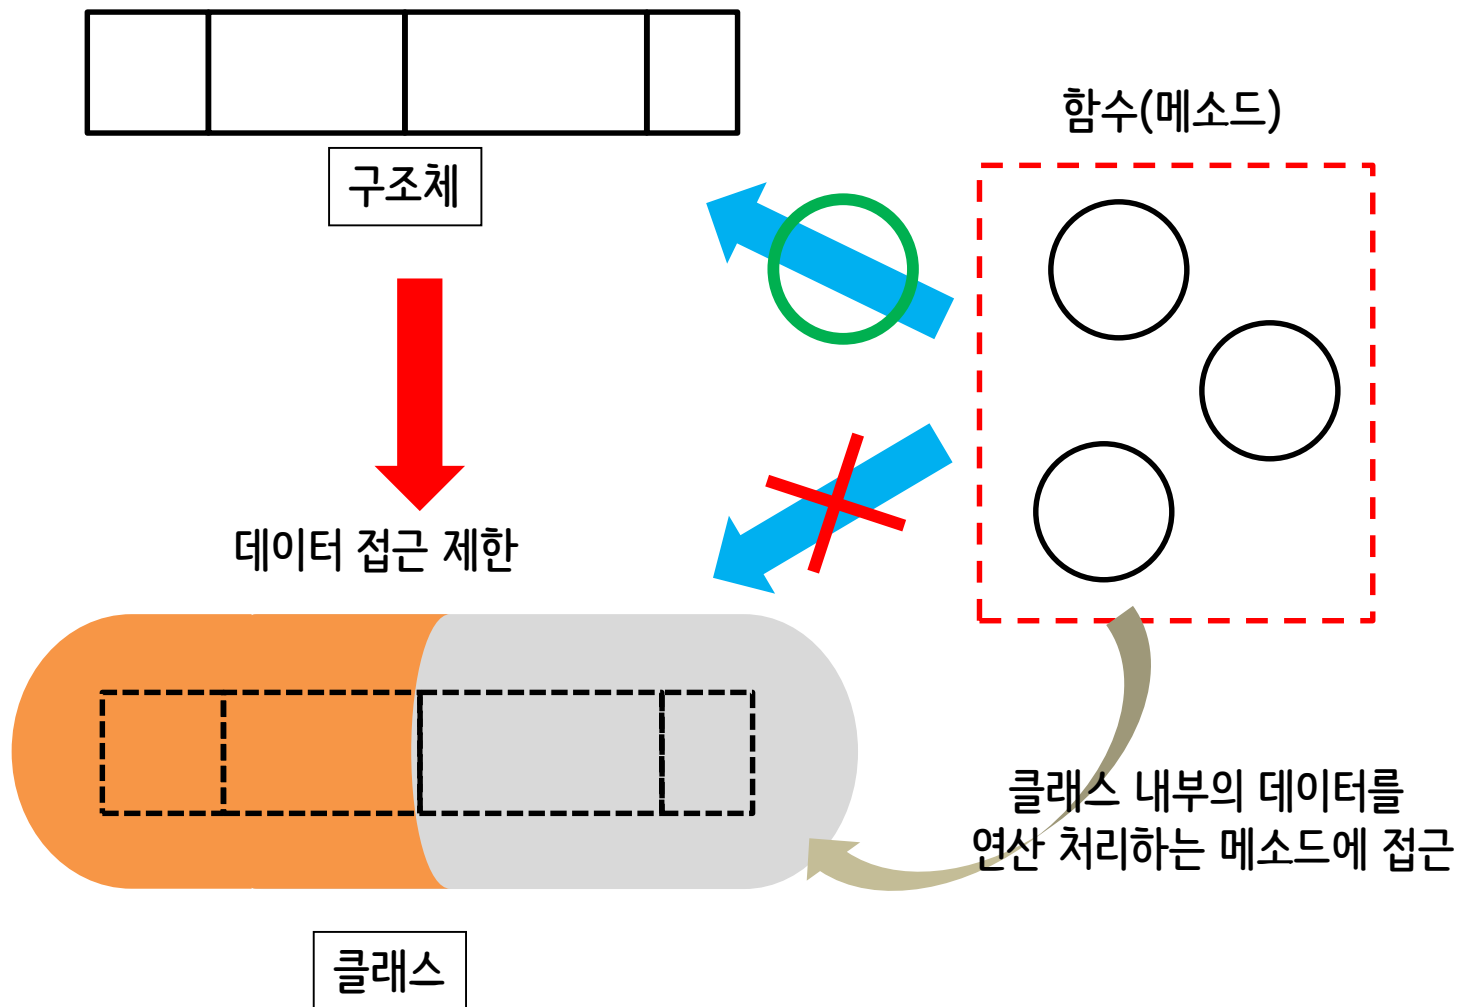 함수(메소드)
구조체
데이터 접근 제한
클래스 내부의 데이터를
연산 처리하는 메소드에 접근
클래스